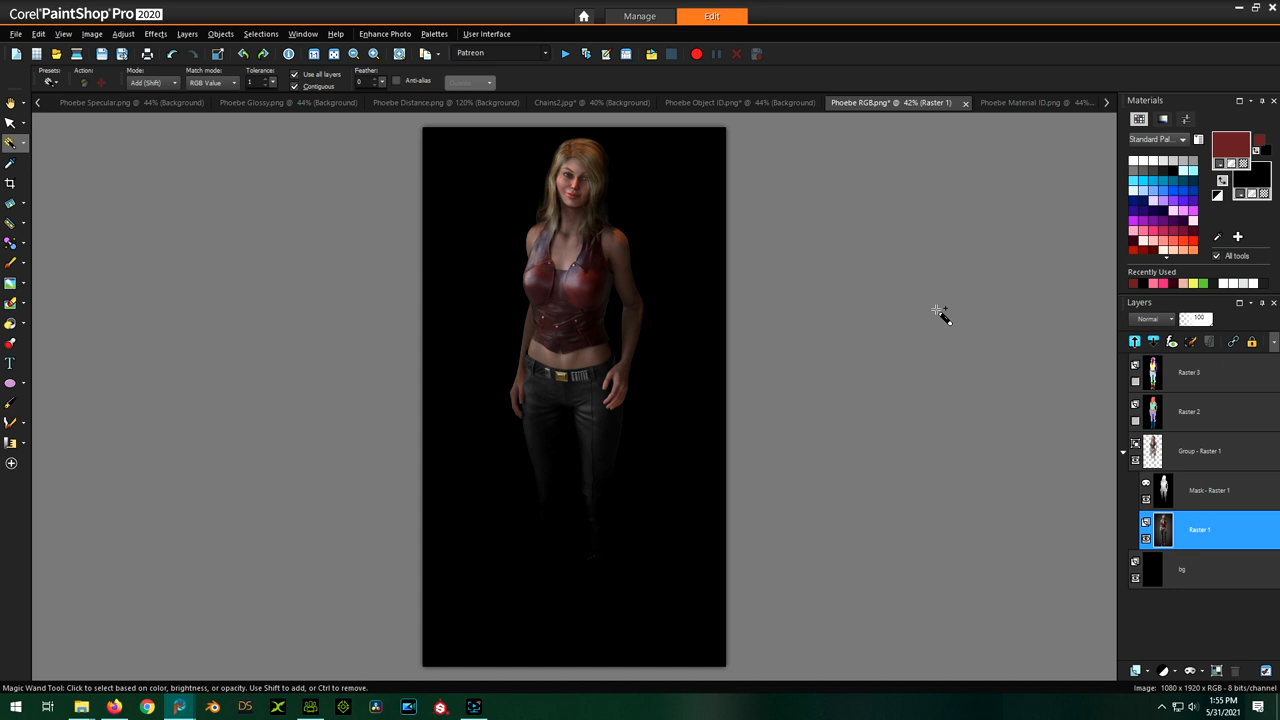 Corel®PaintShop Pro 2020
Manage
Edit
File Edit View Image Adjust Effects Layers Objects Selections Window Help Enhance Photo Palettes User Interface
Patreon
Presets: Action: Mode: Match mode: Tolerance: Use all layers Feather: Anti-alias
Add (Shift) RGB Value 1 Contiguous 0 Outside
Phoebe Specular.png @ 44% (Background)
Phoebe Glossy.png @ 44% (Background)
Phoebe Distance.png @ 120% (Background)
Chains2.jpg* @ 40% (Background)
Phoebe Object ID.png* @ 44% (Background)
Phoebe RGB.png* @ 42% (Raster 1)
Phoebe Material ID.png @ 44%...
Materials
Standard Pal...
All tools
Recently Used
Layers
Normal 100
Raster 3
Raster 2
Group - Raster 1
Mask - Raster 1
Raster 1
bg
Magic Wand Tool: Click to select based on color, brightness, or opacity. Use Shift to add, or Ctrl to remove.
Image: 1080 x 1920 x RGB - 8 bits/channel
DS
1:55 PM
5/31/2021